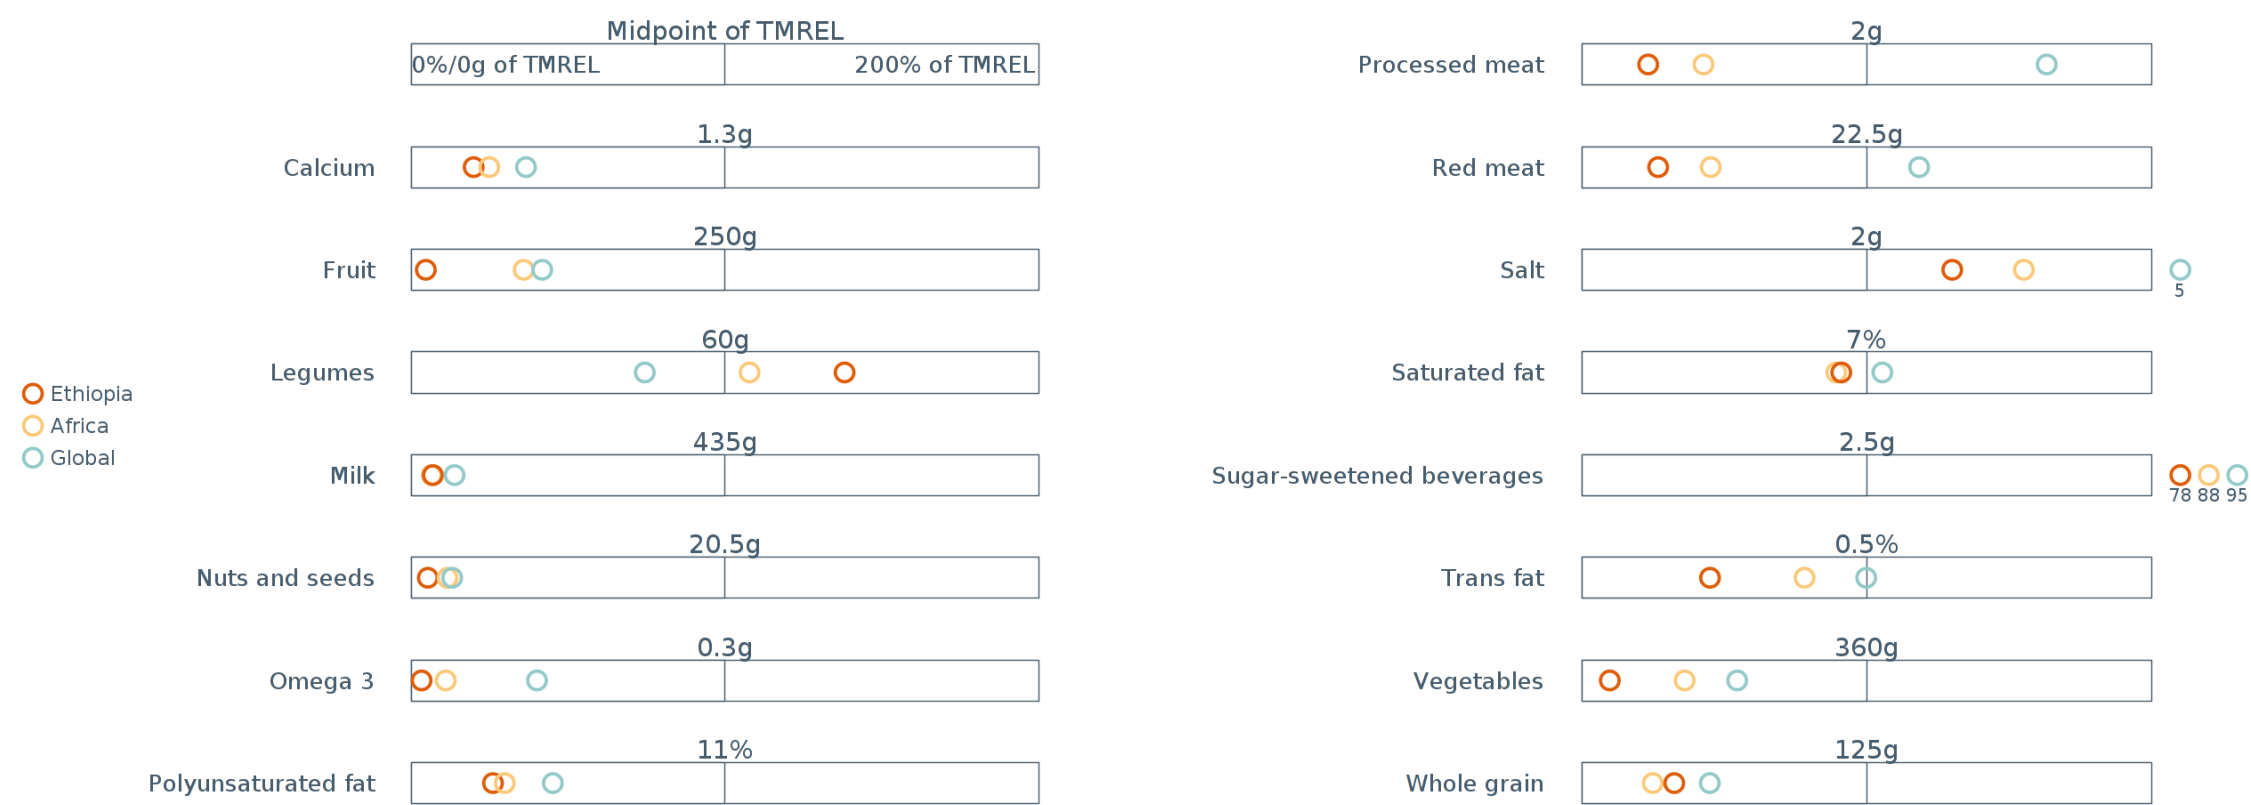 Midpoint of TMREL
0%/0g of TMREL 200% of TMREL
1.3g
Calcium
250g
Fruit
60g
Legumes
435g
Milk
20.5g
Nuts and seeds
0.3g
Omega 3
11%
Polyunsaturated fat
Ethiopia
Africa
Global
2g
Processed meat
22.5g
Red meat
2g
Salt
5
7%
Saturated fat
2.5g
Sugar-sweetened beverages
78 88 95
0.5%
Trans fat
360g
Vegetables
125g
Whole grain